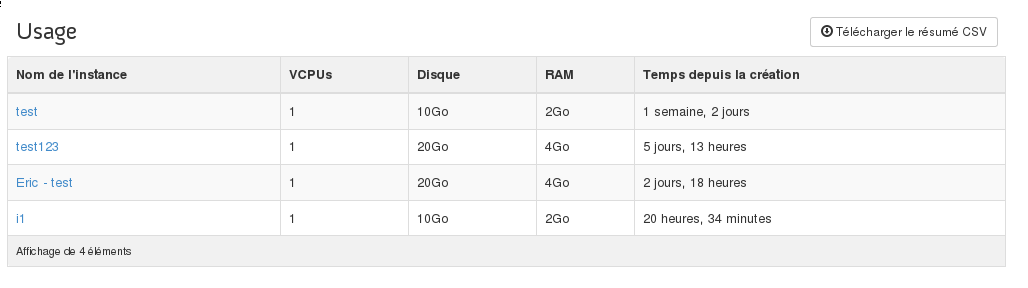 Usage
Télécharger le résumé CSV
Nom de l'instance VCPUs Disque RAM Temps depuis la création
test 1 10Go 2Go 1 semaine, 2 jours
test123 1 20Go 4Go 5 jours, 13 heures
Eric - test 1 20Go 4Go 2 jours, 18 heures
i1 1 10Go 2Go 20 heures, 34 minutes
Affichage de 4 éléments